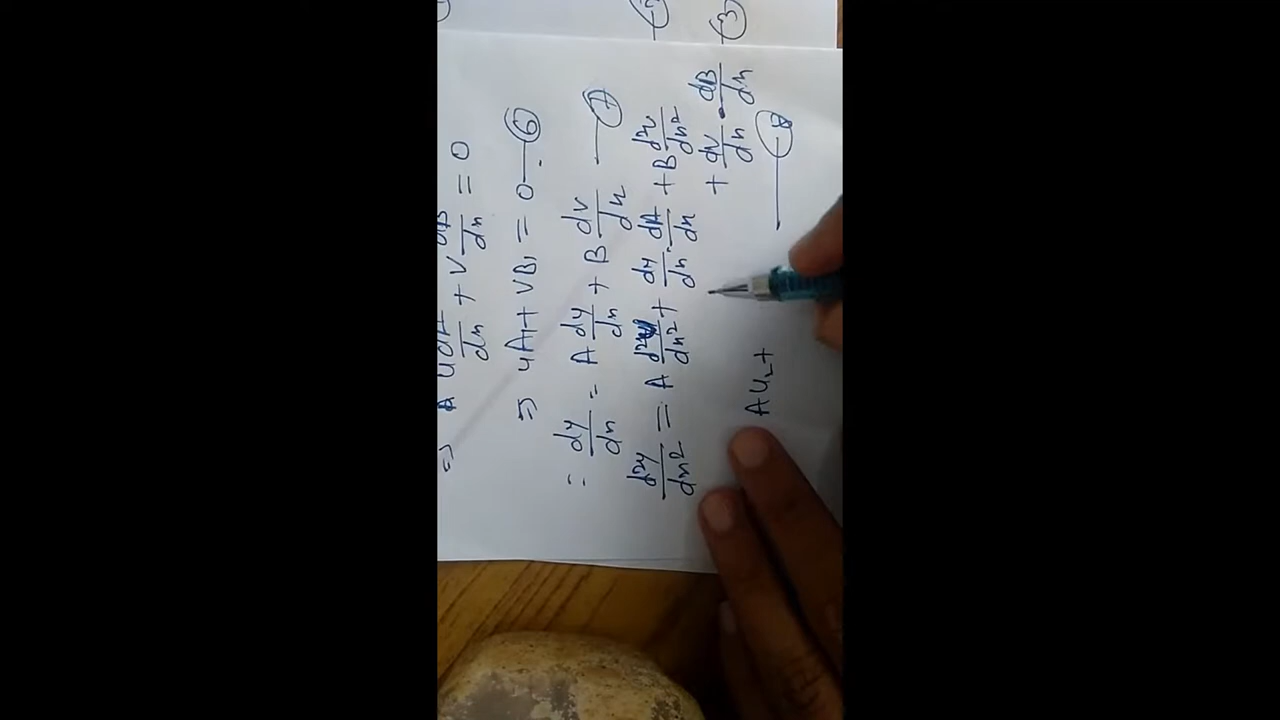 ⇒ u dA/dx + v dB/dx = 0
⇒ uA₁ + vB₁ = 0 — (6)
∴ dy/dx = A dy/dx + B dv/dx — (7)
d²y/dx² = A d²u/dx² + du/dx · dA/dx + B d²v/dx²
+ dv/dx · dB/dx — (8)
Au₂ +